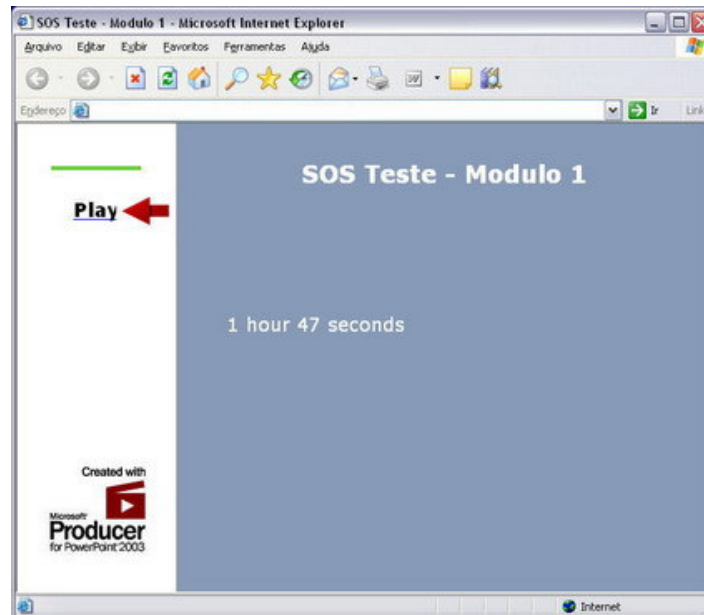 SOS Teste - Modulo 1 - Microsoft Internet Explorer
Arquivo Editar Exibir Favoritos Ferramentas Ajuda
Endereço Ir Link
SOS Teste - Modulo 1
Play
1 hour 47 seconds
Created with
Microsoft
Producer
for PowerPoint 2003
Internet